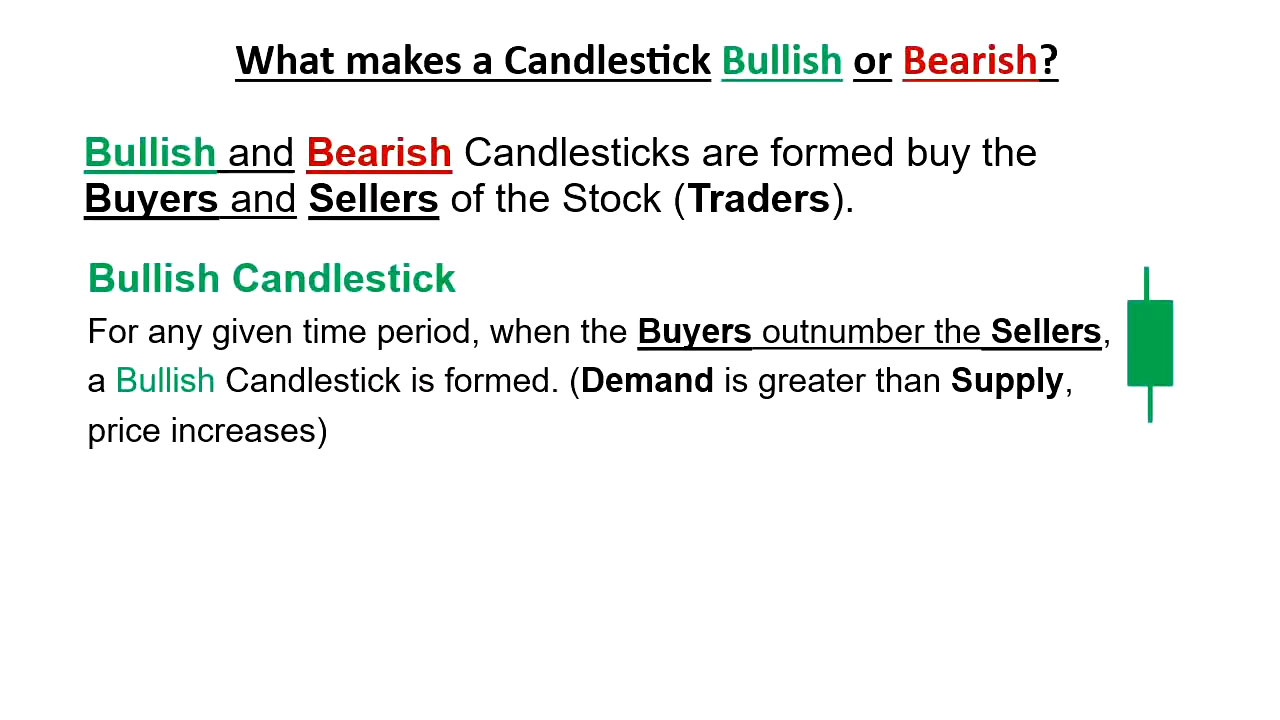 What makes a Candlestick Bullish or Bearish?
Bullish and Bearish Candlesticks are formed buy the
Buyers and Sellers of the Stock (Traders).
Bullish Candlestick
For any given time period, when the Buyers outnumber the Sellers,
a Bullish Candlestick is formed. (Demand is greater than Supply,
price increases)